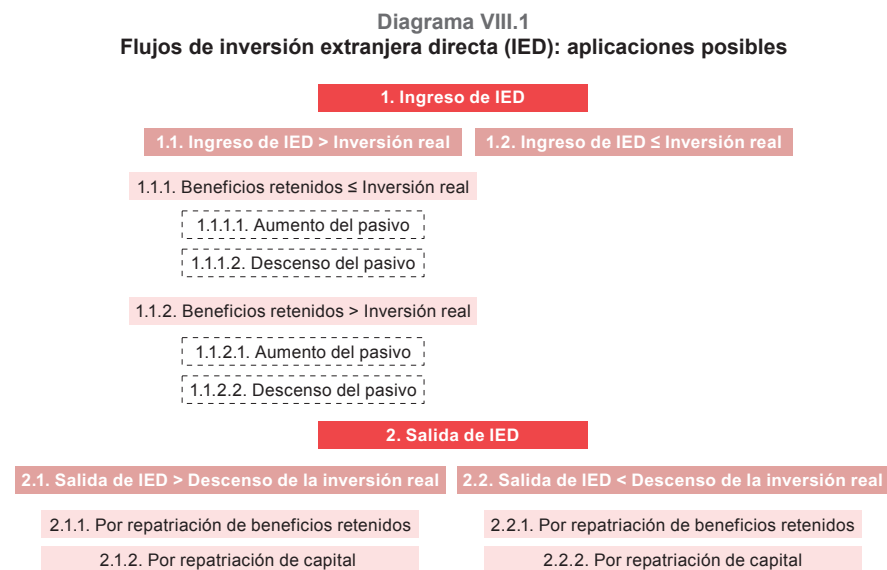 Diagrama VIII.1
Flujos de inversión extranjera directa (IED): aplicaciones posibles
1. Ingreso de IED
1.1. Ingreso de IED > Inversión real
1.2. Ingreso de IED ≤ Inversión real
1.1.1. Beneficios retenidos ≤ Inversión real
1.1.1.1. Aumento del pasivo
1.1.1.2. Descenso del pasivo
1.1.2. Beneficios retenidos > Inversión real
1.1.2.1. Aumento del pasivo
1.1.2.2. Descenso del pasivo
2. Salida de IED
2.1. Salida de IED > Descenso de la inversión real
2.2. Salida de IED < Descenso de la inversión real
2.1.1. Por repatriación de beneficios retenidos
2.2.1. Por repatriación de beneficios retenidos
2.1.2. Por repatriación de capital
2.2.2. Por repatriación de capital